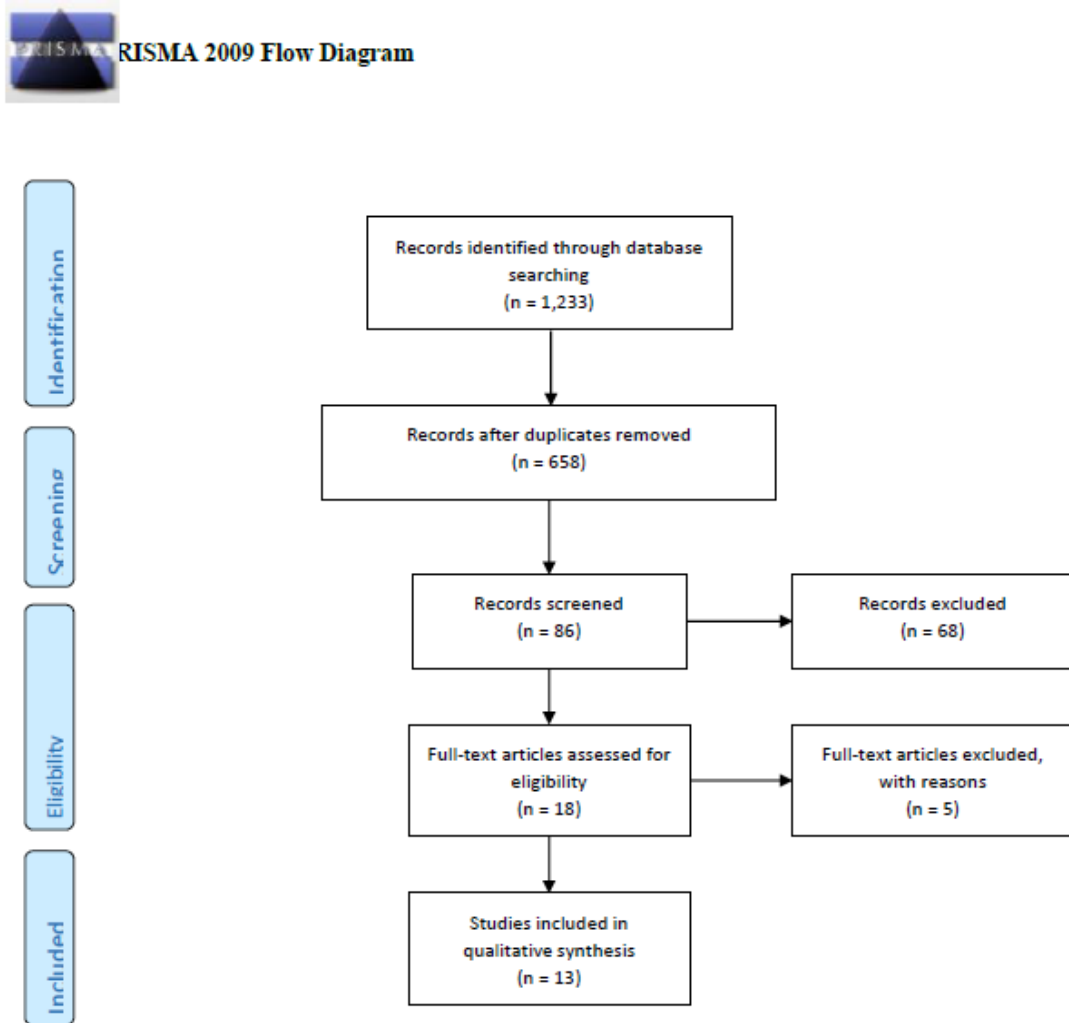 PRISMA
RISMA 2009 Flow Diagram
Identification
Records identified through database
searching
(n = 1,233)
Records after duplicates removed
(n = 658)
Screening
Records screened
(n = 86)
Records excluded
(n = 68)
Eligibility
Full-text articles assessed for
eligibility
(n = 18)
Full-text articles excluded,
with reasons
(n = 5)
Included
Studies included in
qualitative synthesis
(n = 13)